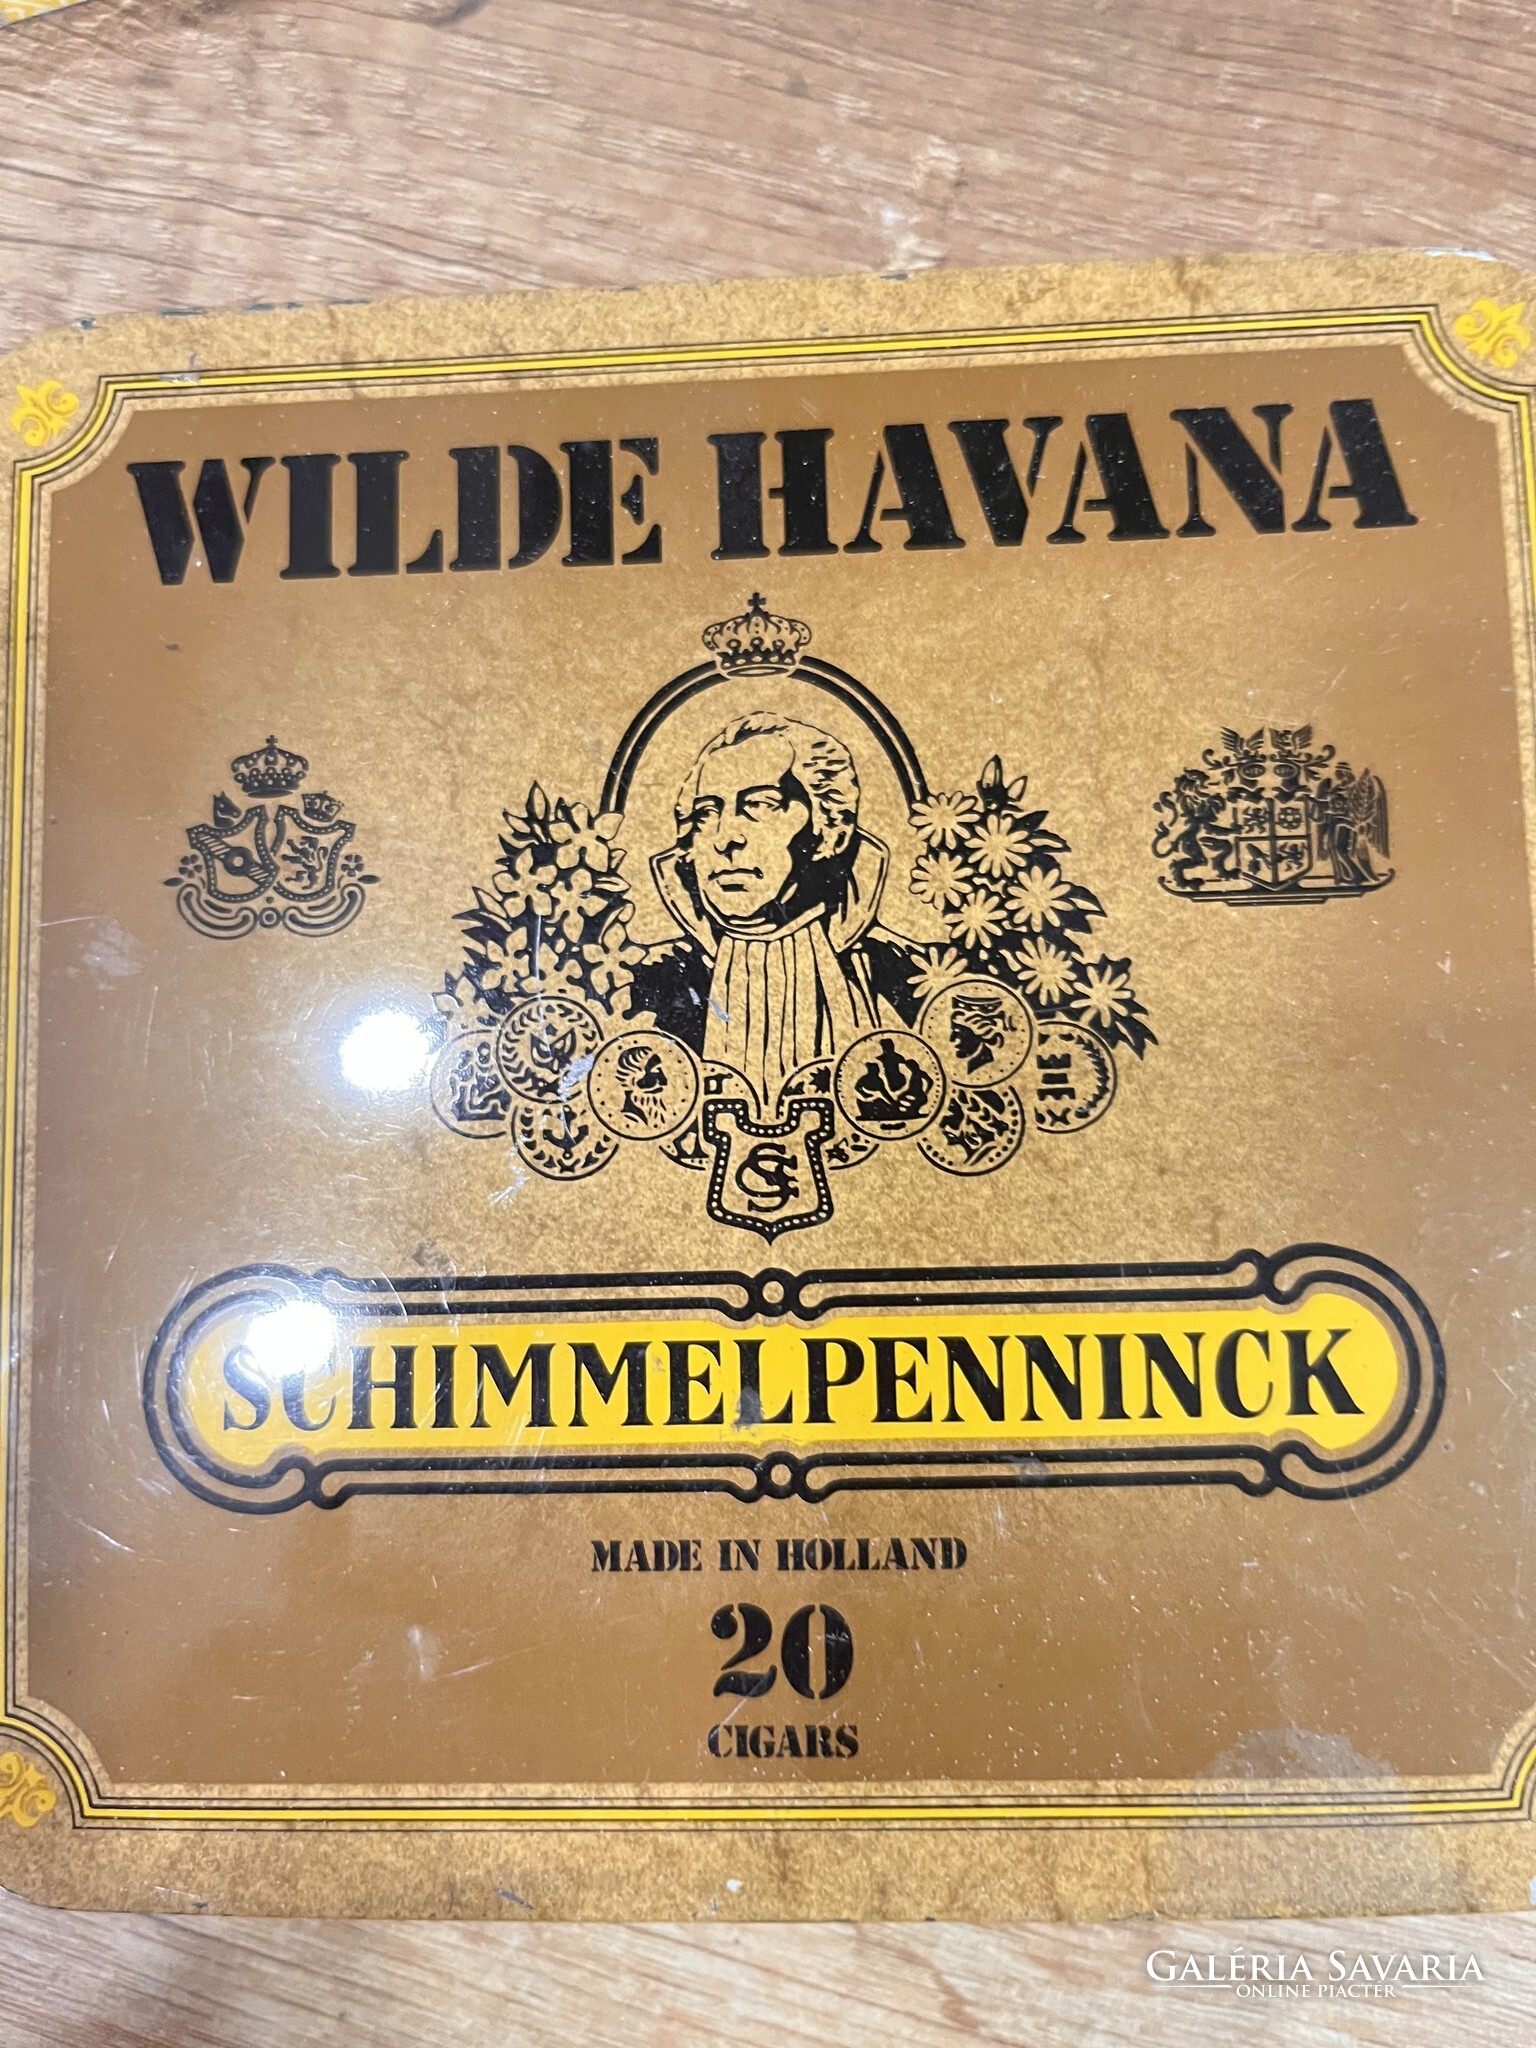 WILDE HAVANA
SCHIMMELPENNINCK
MADE IN HOLLAND
20
CIGARS
GALÉRIA SAVARIA
ONLINE PIACTÉR